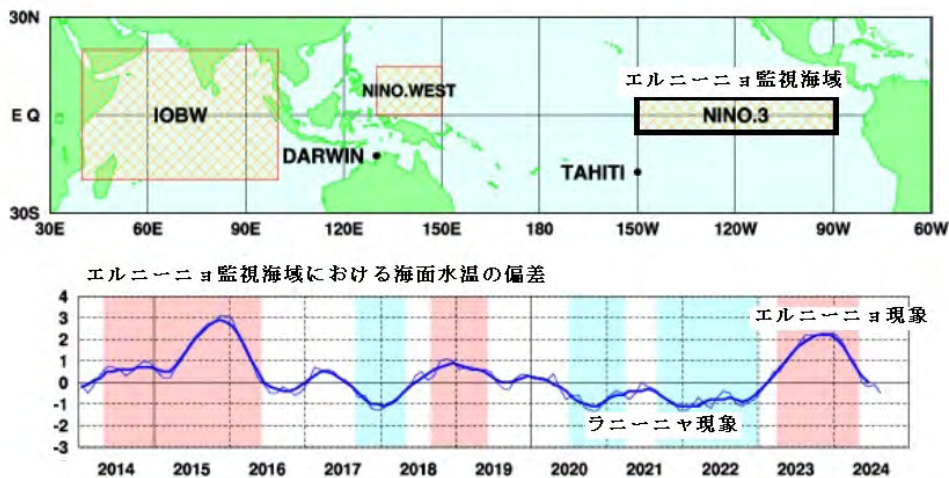 30N
エルニーニョ監視海域
NINO.WEST
EQ
IOBW
NINO.3
DARWIN
TAHITI
30S
30E 60E 90E 120E 150E 180 150W 120W 90W 60W
エルニーニョ監視海域における海面水温の偏差
4
エルニーニョ現象
3
2
1
0
-1
ラニーニャ現象
-2
-3
2014 2015 2016 2017 2018 2019 2020 2021 2022 2023 2024